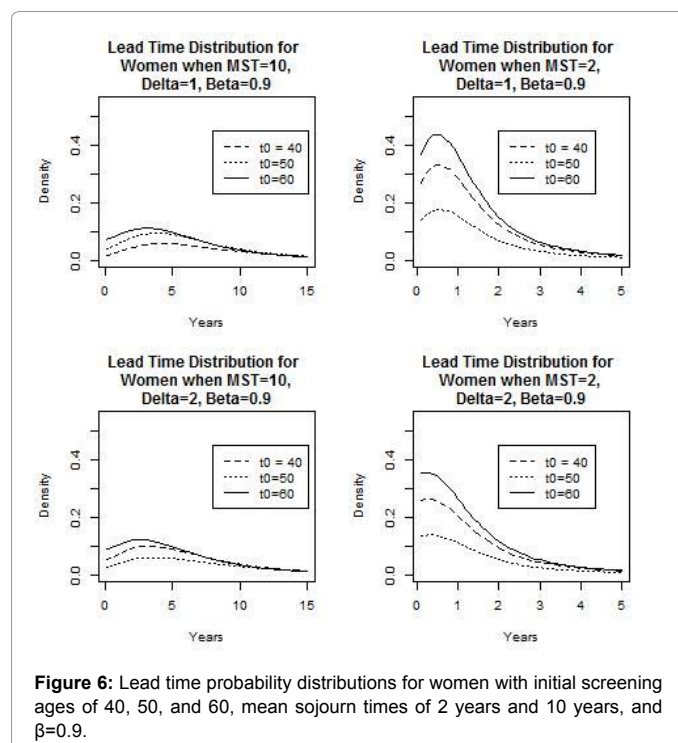 Lead Time Distribution for
Women when MST=10,
Delta=1, Beta=0.9
Density
0.0
0.2
0.4
t0 = 40
t0=50
t0=60
0 5 10 15
Years
Lead Time Distribution for
Women when MST=2,
Delta=1, Beta=0.9
Density
0.0
0.2
0.4
t0 = 40
t0=50
t0=60
0 1 2 3 4 5
Years
Lead Time Distribution for
Women when MST=10,
Delta=2, Beta=0.9
Density
0.0
0.2
0.4
t0 = 40
t0=50
t0=60
0 5 10 15
Years
Lead Time Distribution for
Women when MST=2,
Delta=2, Beta=0.9
Density
0.0
0.2
0.4
t0 = 40
t0=50
t0=60
0 1 2 3 4 5
Years
Figure 6: Lead time probability distributions for women with initial screening
ages of 40, 50, and 60, mean sojourn times of 2 years and 10 years, and
β=0.9.